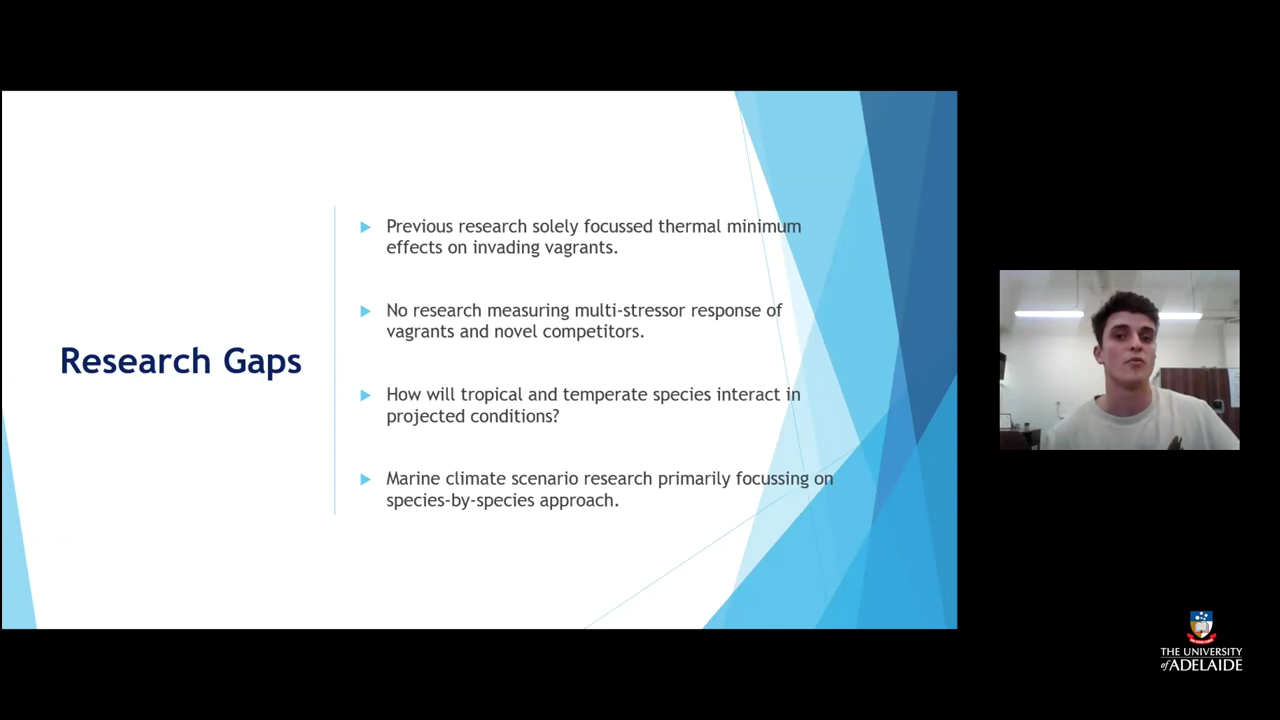 Research Gaps
Previous research solely focussed thermal minimum
effects on invading vagrants.
No research measuring multi-stressor response of
vagrants and novel competitors.
How will tropical and temperate species interact in
projected conditions?
Marine climate scenario research primarily focussing on
species-by-species approach.
THE UNIVERSITY
of ADELAIDE